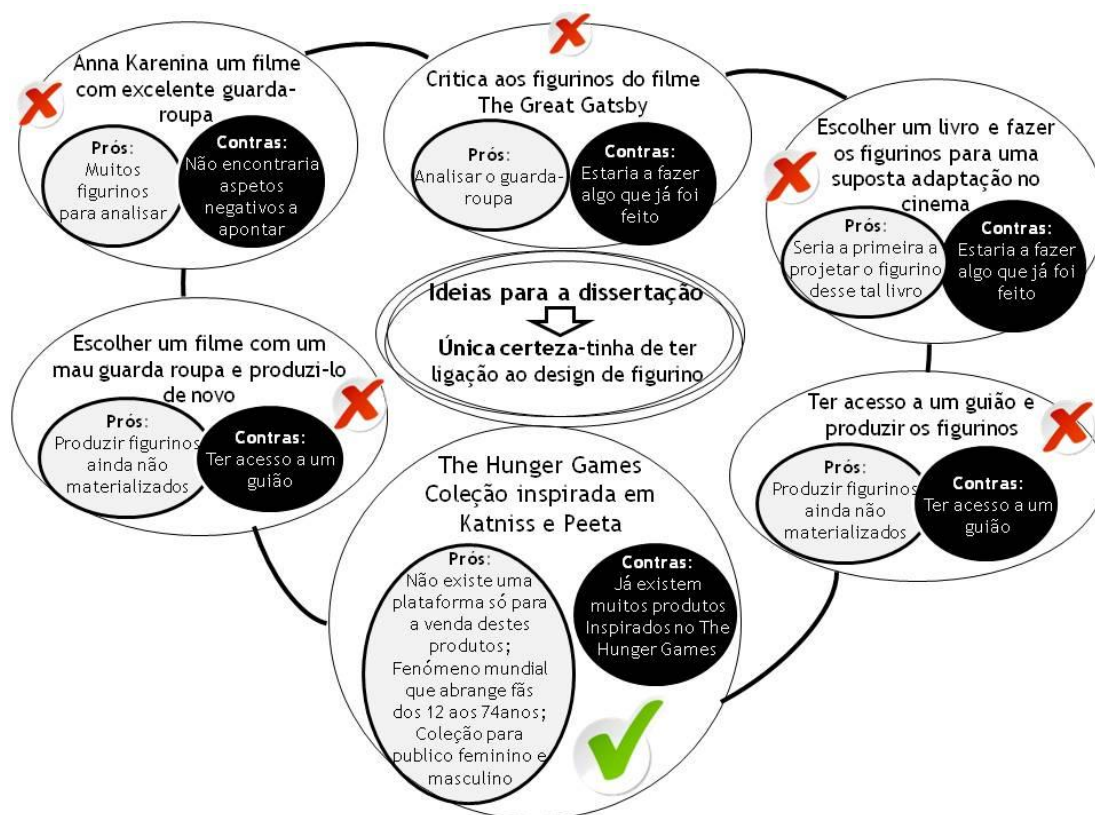 Anna Karenina um filme
com excelente guarda-
roupa
Prós:
Muitos
figurinos
para analisar
Contras:
Não encontraria
aspetos
negativos a
apontar
Critica aos figurinos do filme
The Great Gatsby
Prós:
Analisar o guarda-
roupa
Contras:
Estaria a fazer
algo que já foi
feito
Escolher um livro e fazer
os figurinos para uma
suposta adaptação no
cinema
Prós:
Seria a primeira a
projetar o figurino
desse tal livro
Contras:
Estaria a fazer
algo que já foi
feito
Ideias para a dissertação
Única certeza-tinha de ter
ligação ao design de figurino
Escolher um filme com um
mau guarda roupa e produzi-lo
de novo
Prós:
Produzir figurinos
ainda não
materializados
Contras:
Ter acesso a um
guião
Ter acesso a um guião e
produzir os figurinos
Prós:
Produzir figurinos
ainda não
materializados
Contras:
Ter acesso a um
guião
The Hunger Games
Coleção inspirada em
Katniss e Peeta
Prós:
Não existe uma
plataforma só para
a venda destes
produtos;
Fenómeno mundial
que abrange fãs
dos 12 aos 74anos;
Coleção para
publico feminino e
masculino
Contras:
Já existem
muitos produtos
Inspirados no The
Hunger Games